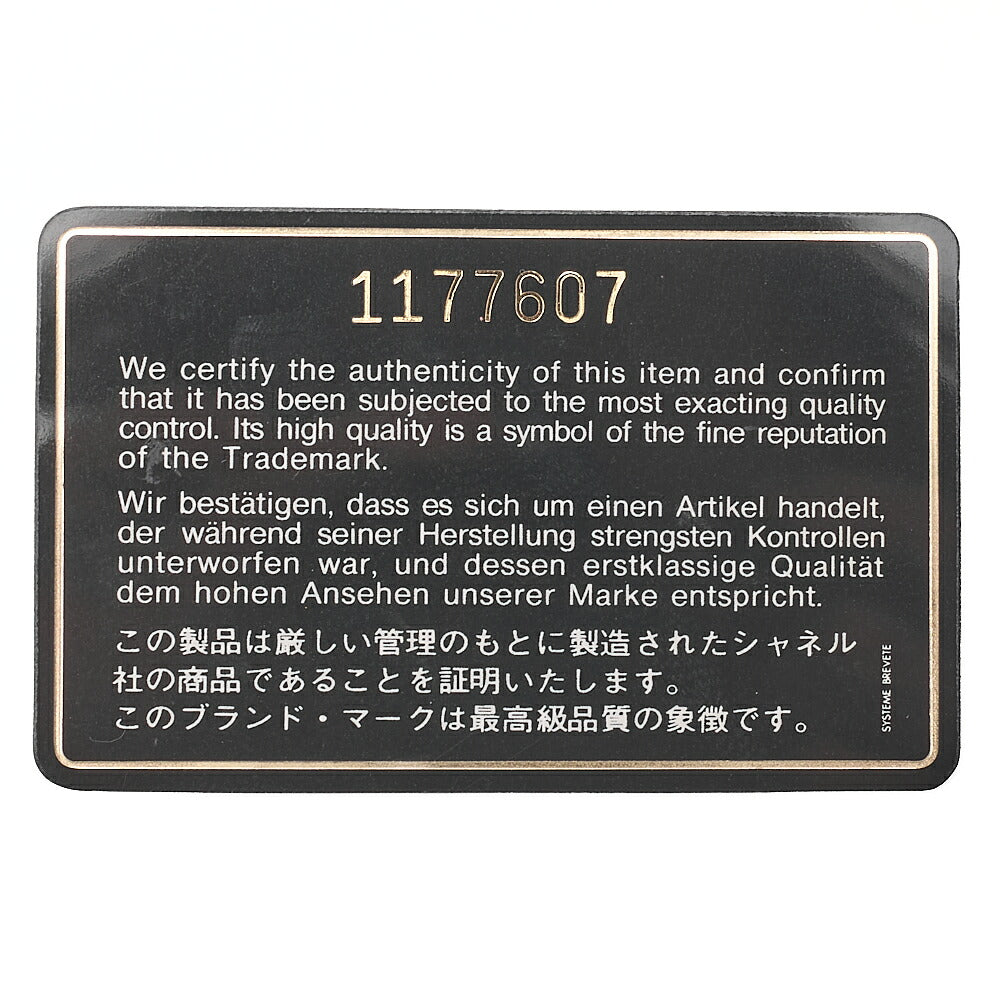 1177607
We certify the authenticity of this item and confirm
that it has been subjected to the most exacting quality
control. Its high quality is a symbol of the fine reputation
of the Trademark.
Wir bestätigen, dass es sich um einen Artikel handelt,
der während seiner Herstellung strengsten Kontrollen
unterworfen war, und dessen erstklassige Qualität
dem hohen Ansehen unserer Marke entspricht.
この製品は厳しい管理のもとに製造されたシャネル
社の商品であることを証明いたします。
このブランド・マークは最高級品質の象徴です。
SYSTEME BREVETE